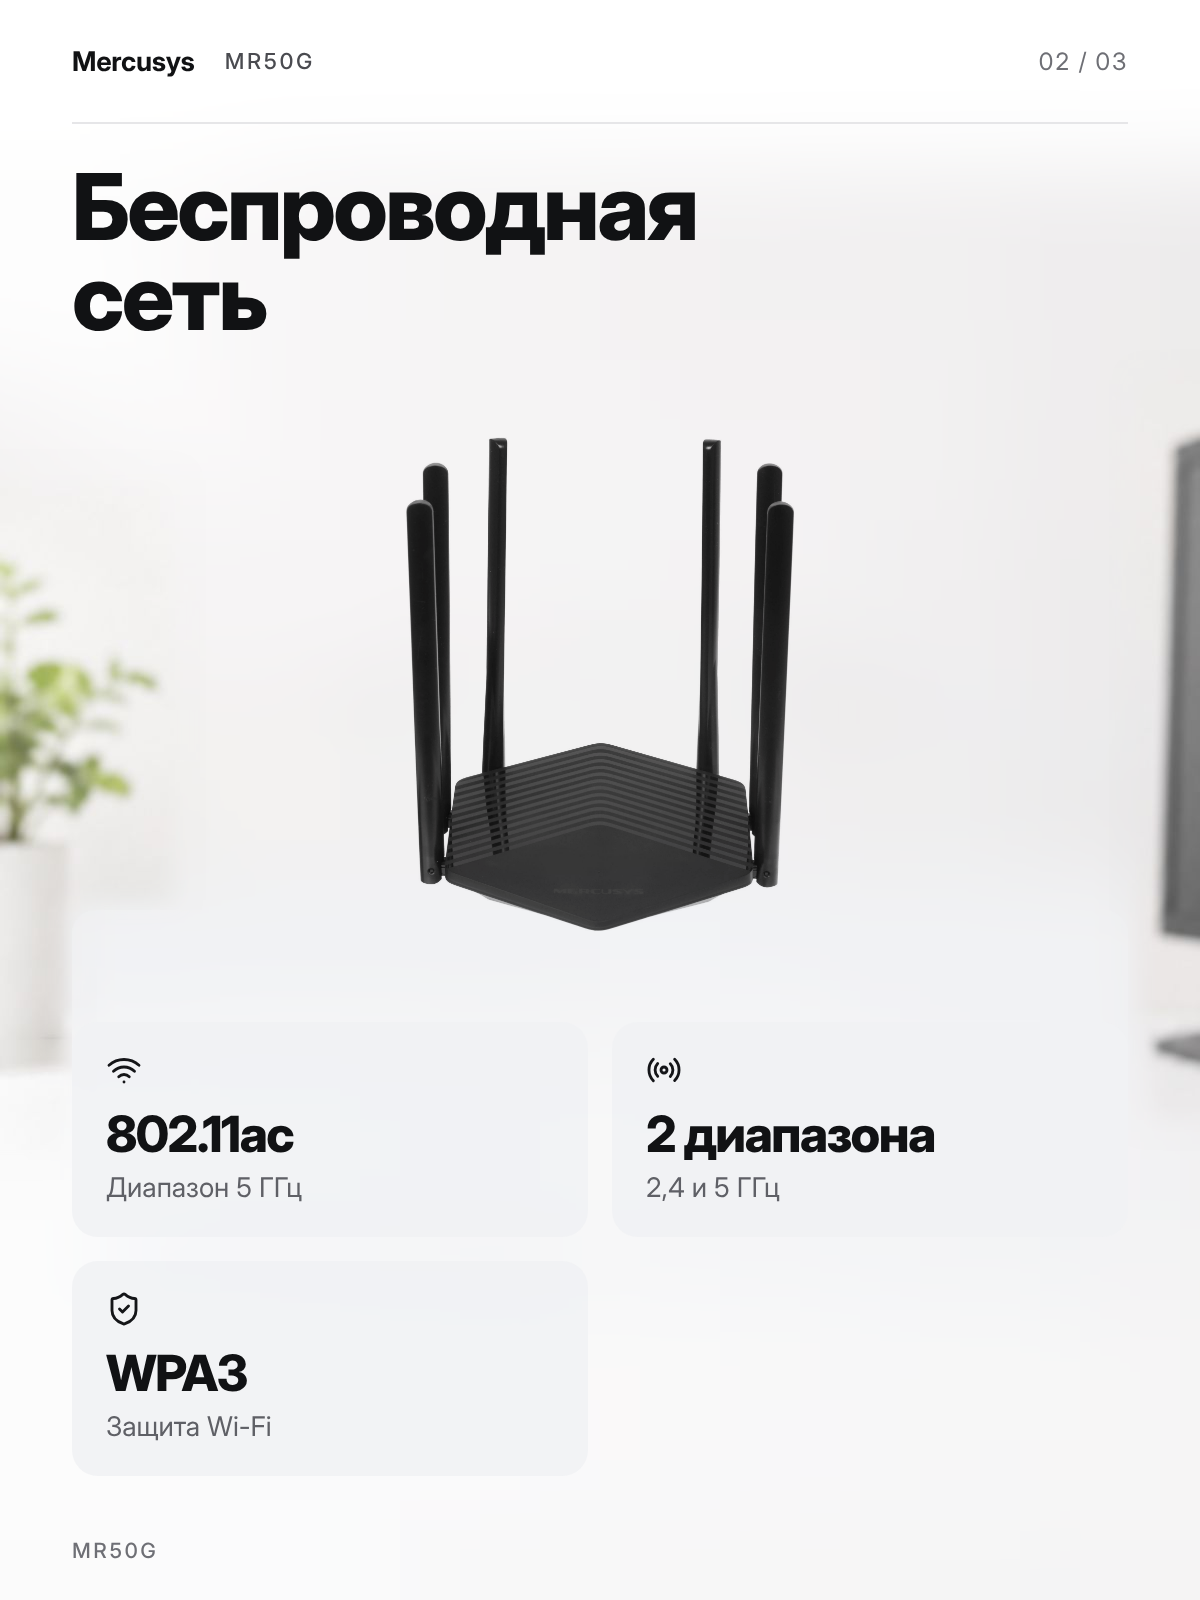 Mercusys MR50G 02 / 03
Беспроводная
сеть
MERCUSYS
802.11ac
Диапазон 5 ГГц
2 диапазона
2,4 и 5 ГГц
WPA3
Защита Wi-Fi
MR50G